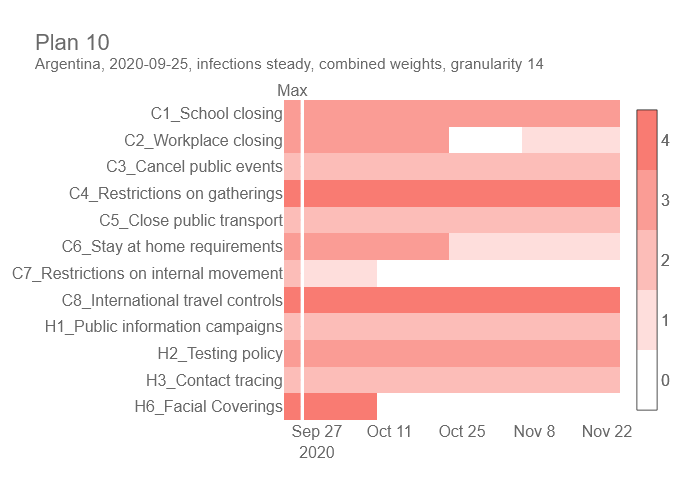 Plan 10
Argentina, 2020-09-25, infections steady, combined weights, granularity 14
Max
C1_School closing
C2_Workplace closing
C3_Cancel public events
C4_Restrictions on gatherings
C5_Close public transport
C6_Stay at home requirements
C7_Restrictions on internal movement
C8_International travel controls
H1_Public information campaigns
H2_Testing policy
H3_Contact tracing
H6_Facial Coverings
4
3
2
1
0
Sep 27 Oct 11 Oct 25 Nov 8 Nov 22
2020